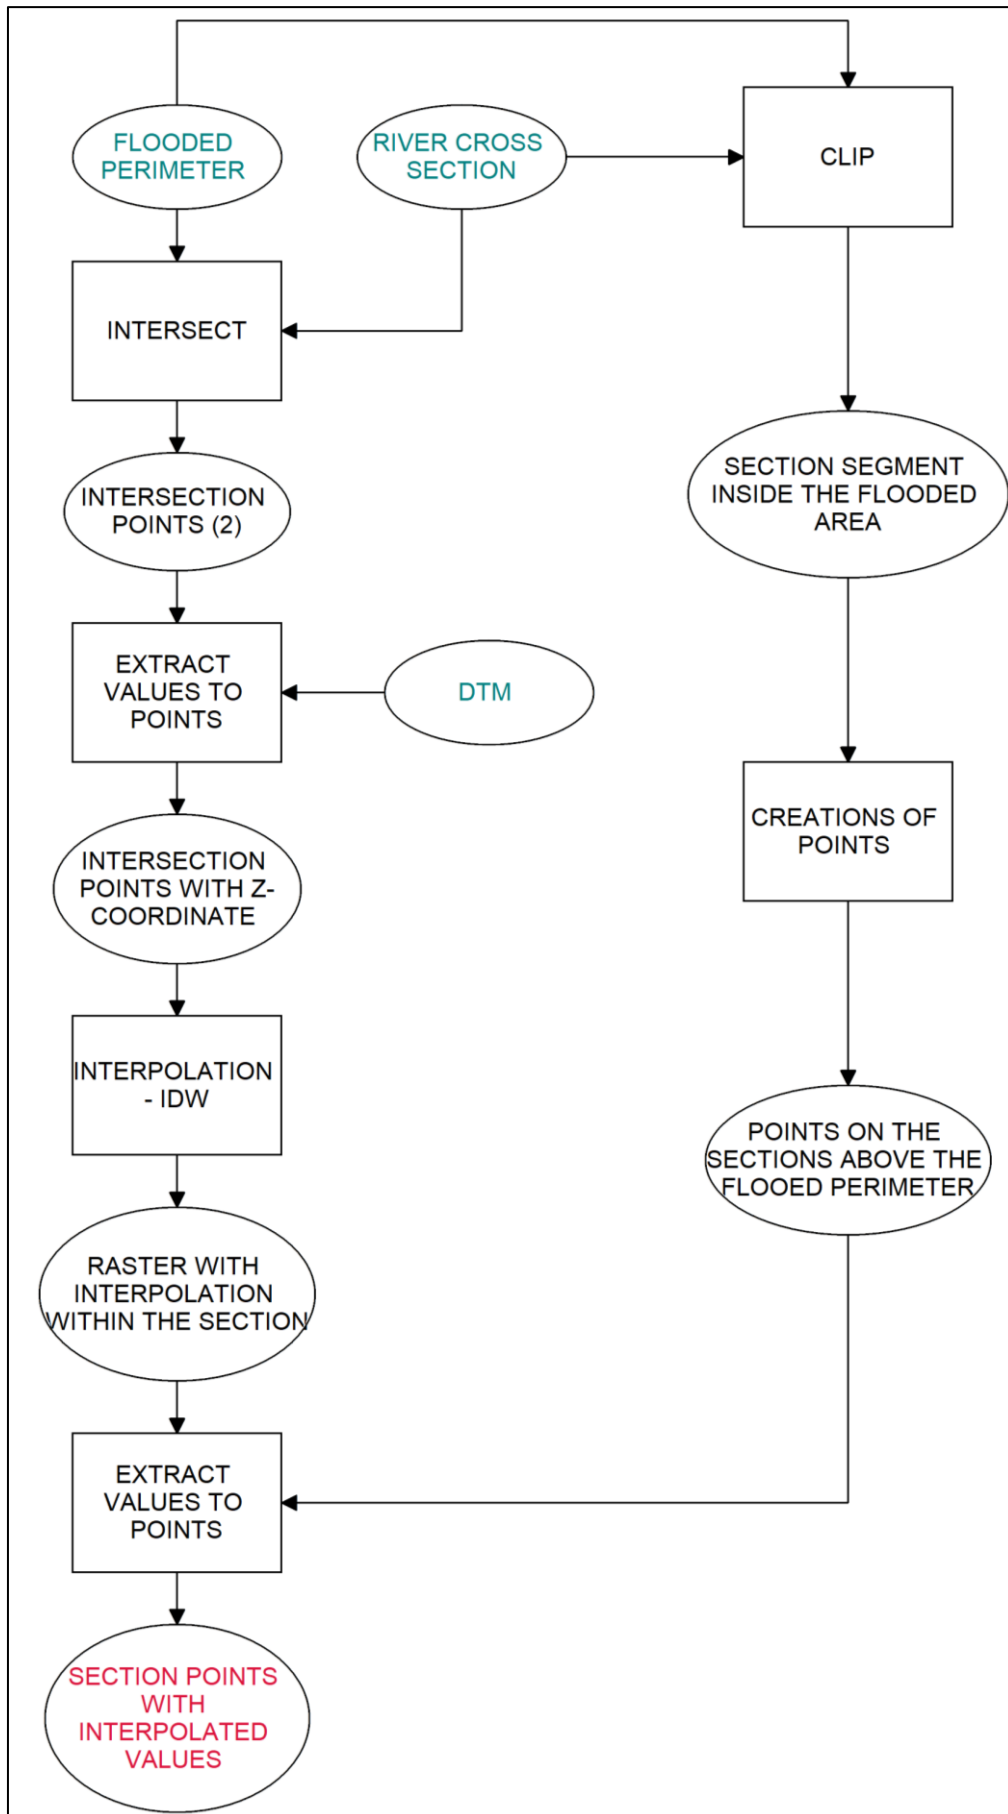 FLOODED
PERIMETER
RIVER CROSS
SECTION
CLIP
INTERSECT
INTERSECTION
POINTS (2)
SECTION SEGMENT
INSIDE THE FLOODED
AREA
EXTRACT
VALUES TO
POINTS
DTM
CREATIONS OF
POINTS
INTERSECTION
POINTS WITH Z-
COORDINATE
INTERPOLATION
- IDW
POINTS ON THE
SECTIONS ABOVE THE
FLOOED PERIMETER
RASTER WITH
INTERPOLATION
WITHIN THE SECTION
EXTRACT
VALUES TO
POINTS
SECTION POINTS
WITH
INTERPOLATED
VALUES